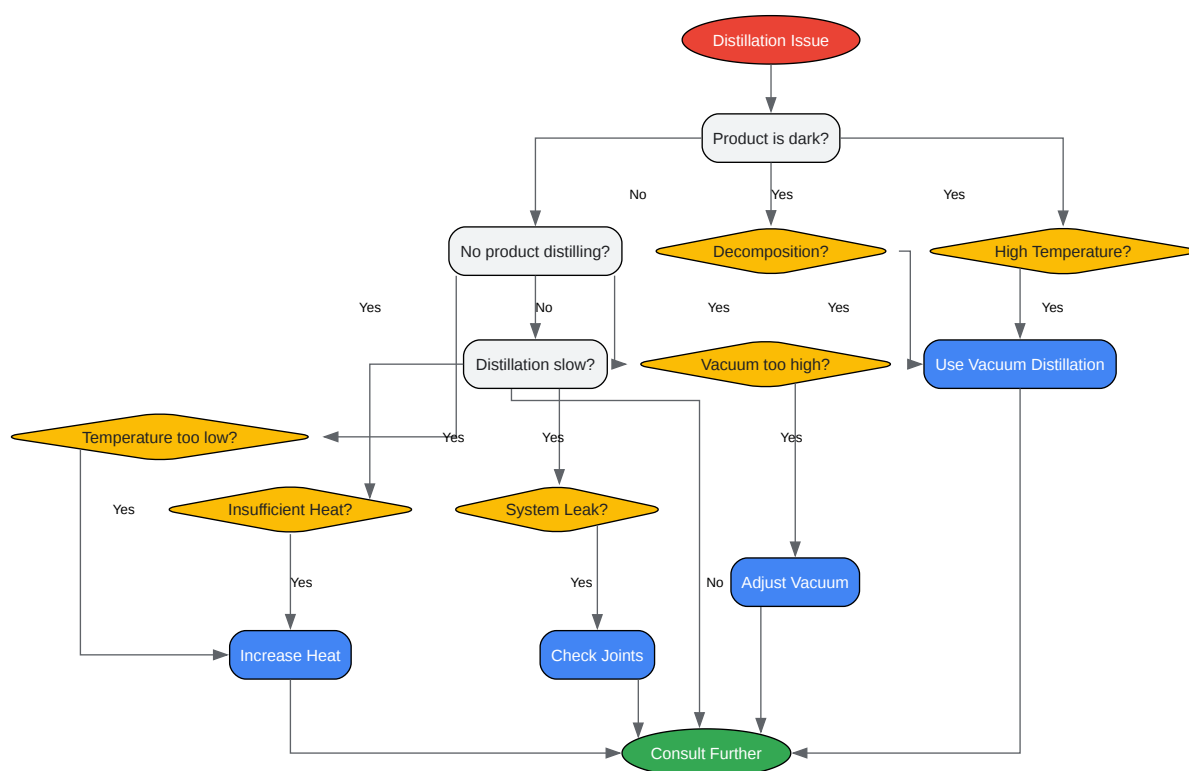 Distillation Issue
Product is dark?
No
Yes
Yes
No product distilling?
Decomposition?
High Temperature?
Yes
No
Yes
Yes
Yes
Distillation slow?
Vacuum too high?
Use Vacuum Distillation
Temperature too low?
Yes
Yes
Yes
Yes
Insufficient Heat?
System Leak?
Yes
Yes
No
Adjust Vacuum
Increase Heat
Check Joints
Consult Further